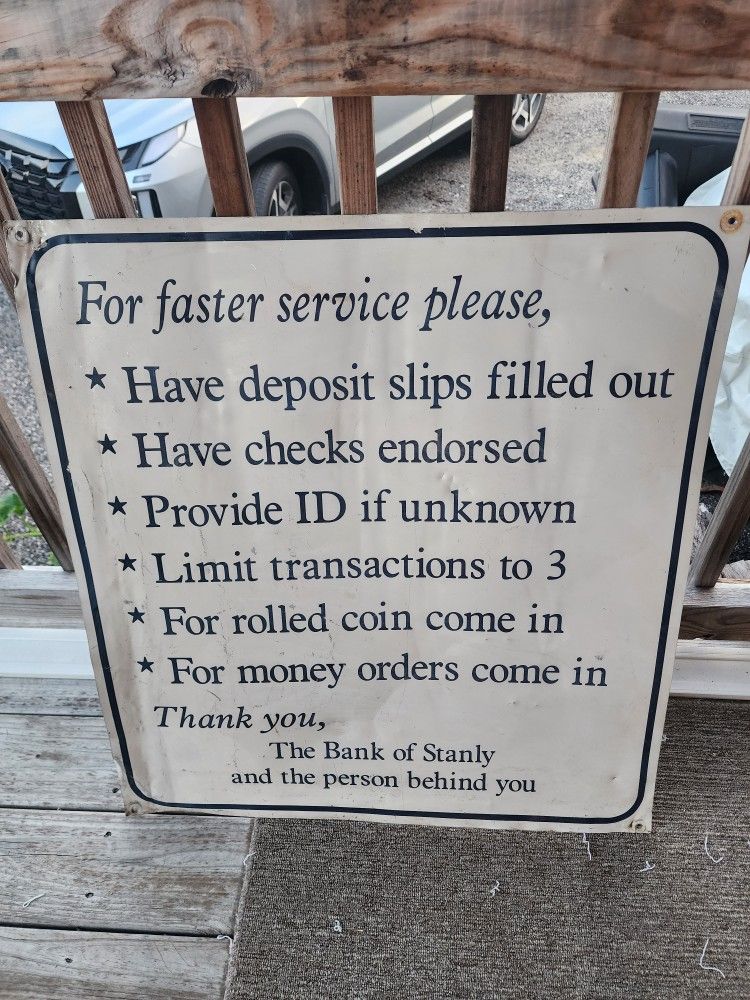 For faster service please,
★ Have deposit slips filled out
★ Have checks endorsed
★ Provide ID if unknown
★ Limit transactions to 3
★ For rolled coin come in
★ For money orders come in
Thank you,
The Bank of Stanly
and the person behind you